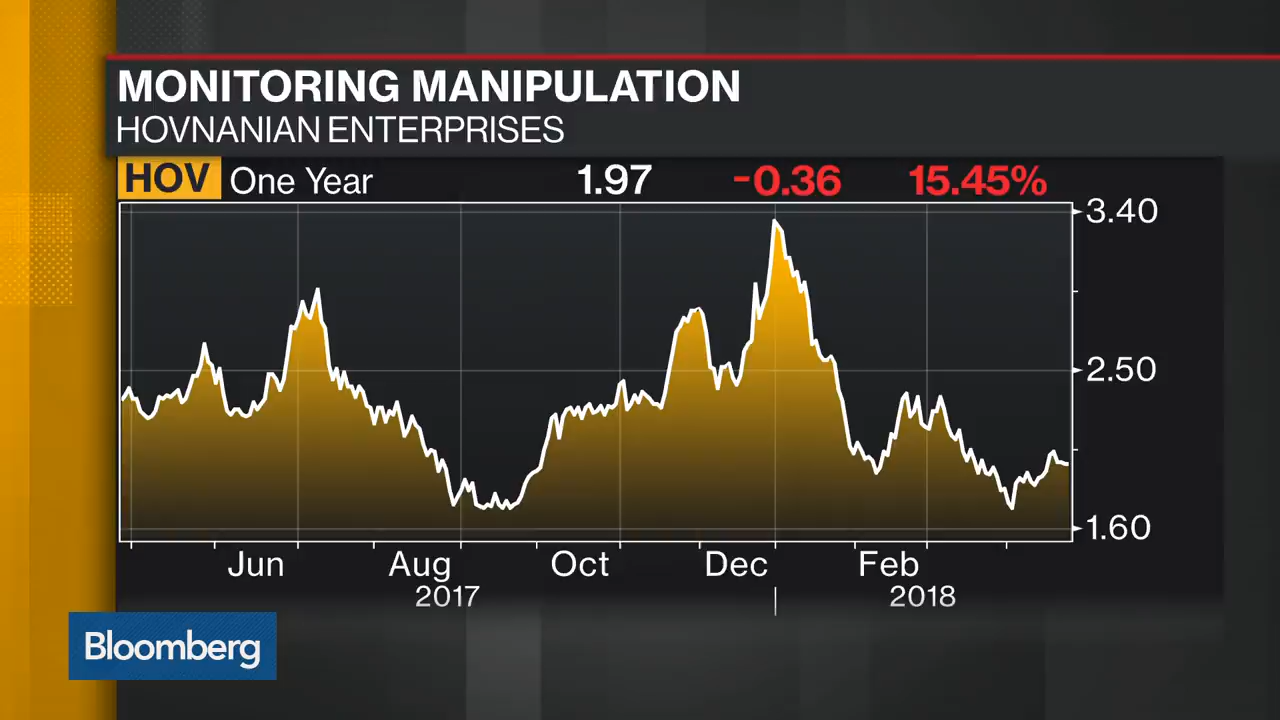 MONITORING MANIPULATION
HOVNANIAN ENTERPRISES
HOV One Year 1.97 -0.36 15.45%
3.40
2.50
1.60
Jun Aug Oct Dec Feb
2017 2018
Bloomberg